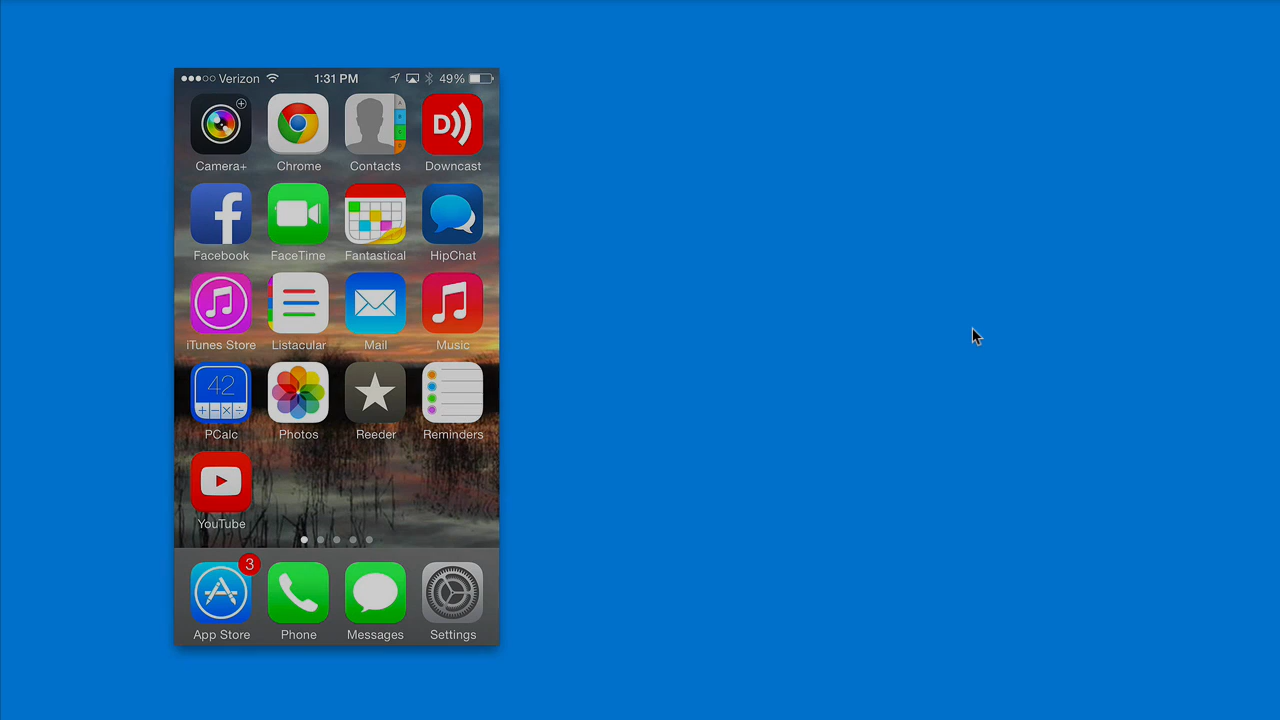 Verizon 1:31 PM 49%
Camera+ Chrome Contacts Downcast
Facebook FaceTime Fantastical HipChat
iTunes Store Listacular Mail Music
42
PCalc Photos Reeder Reminders
YouTube
3
App Store Phone Messages Settings